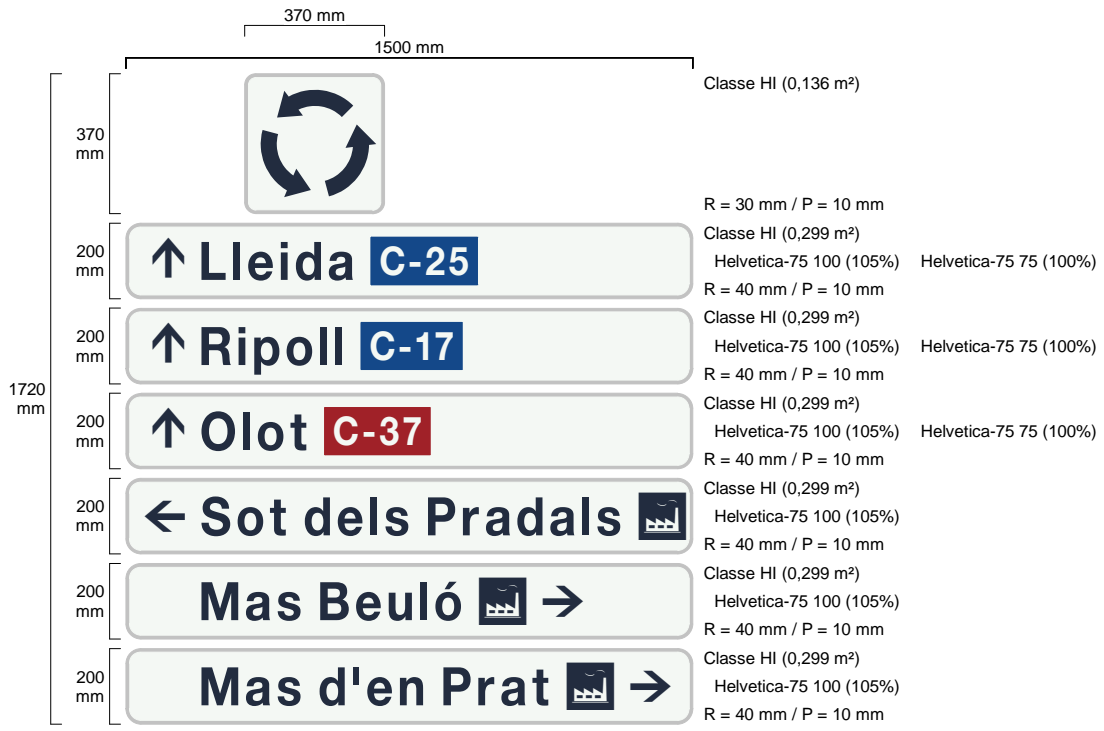 370 mm
1500 mm
Classe HI (0,136 m²)
370 mm
R = 30 mm / P = 10 mm
1720 mm
200 mm
Lleida C-25
Classe HI (0,299 m²)
Helvetica-75 100 (105%) Helvetica-75 75 (100%)
R = 40 mm / P = 10 mm
200 mm
Ripoll C-17
Classe HI (0,299 m²)
Helvetica-75 100 (105%) Helvetica-75 75 (100%)
R = 40 mm / P = 10 mm
200 mm
Olot C-37
Classe HI (0,299 m²)
Helvetica-75 100 (105%) Helvetica-75 75 (100%)
R = 40 mm / P = 10 mm
200 mm
Sot dels Pradals
Classe HI (0,299 m²)
Helvetica-75 100 (105%)
R = 40 mm / P = 10 mm
200 mm
Mas Beuló
Classe HI (0,299 m²)
Helvetica-75 100 (105%)
R = 40 mm / P = 10 mm
200 mm
Mas d'en Prat
Classe HI (0,299 m²)
Helvetica-75 100 (105%)
R = 40 mm / P = 10 mm